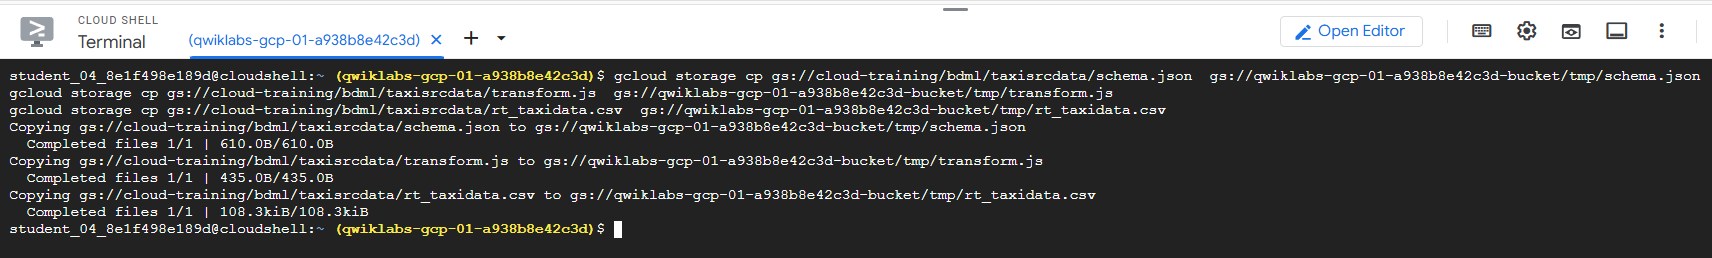 CLOUD SHELL
Terminal
(qwiklabs-gcp-01-a938b8e42c3d)
Open Editor
student_04_8e1f498e189d@cloudshell:~ (qwiklabs-gcp-01-a938b8e42c3d)$ gcloud storage cp gs://cloud-training/bdml/taxisrcdata/schema.json  gs://qwiklabs-gcp-01-a938b8e42c3d-bucket/tmp/schema.json
gcloud storage cp gs://cloud-training/bdml/taxisrcdata/transform.js  gs://qwiklabs-gcp-01-a938b8e42c3d-bucket/tmp/transform.js
gcloud storage cp gs://cloud-training/bdml/taxisrcdata/rt_taxidata.csv  gs://qwiklabs-gcp-01-a938b8e42c3d-bucket/tmp/rt_taxidata.csv
Copying gs://cloud-training/bdml/taxisrcdata/schema.json to gs://qwiklabs-gcp-01-a938b8e42c3d-bucket/tmp/schema.json
  Completed files 1/1 | 610.0B/610.0B
Copying gs://cloud-training/bdml/taxisrcdata/transform.js to gs://qwiklabs-gcp-01-a938b8e42c3d-bucket/tmp/transform.js
  Completed files 1/1 | 435.0B/435.0B
Copying gs://cloud-training/bdml/taxisrcdata/rt_taxidata.csv to gs://qwiklabs-gcp-01-a938b8e42c3d-bucket/tmp/rt_taxidata.csv
  Completed files 1/1 | 108.3kiB/108.3kiB
student_04_8e1f498e189d@cloudshell:~ (qwiklabs-gcp-01-a938b8e42c3d)$